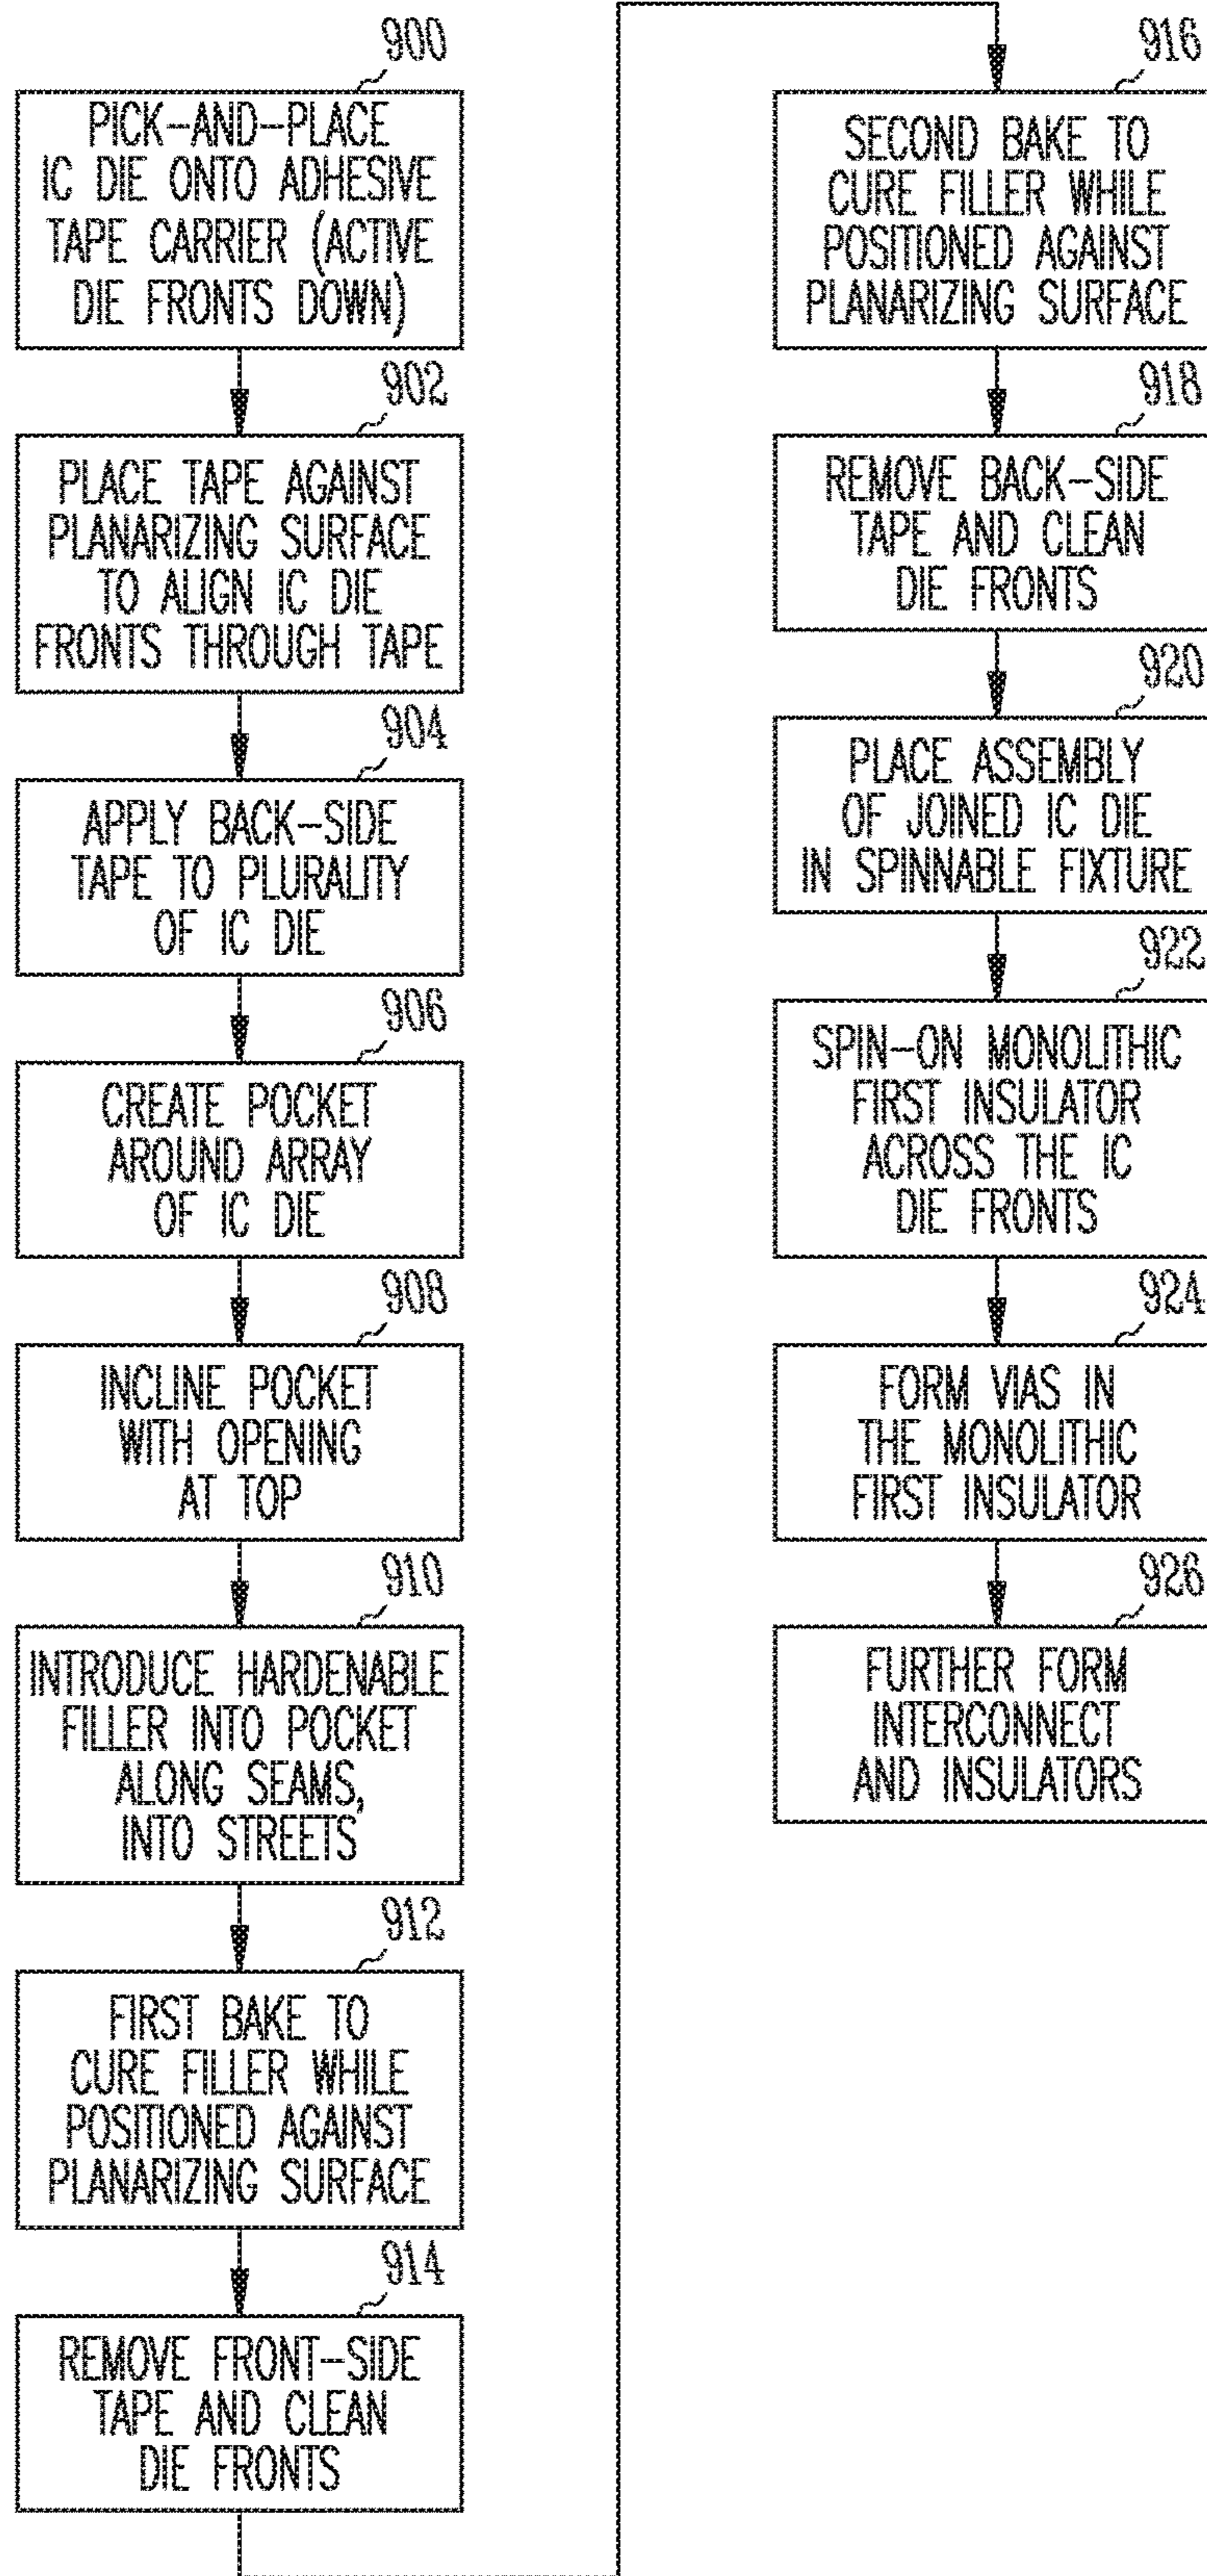 900
PICK-AND-PLACE
IC DIE ONTO ADHESIVE
TAPE CARRIER (ACTIVE
DIE FRONTS DOWN)
902
PLACE TAPE AGAINST
PLANARIZING SURFACE
TO ALIGN IC DIE
FRONTS THROUGH TAPE
904
APPLY BACK-SIDE
TAPE TO PLURALITY
OF IC DIE
906
CREATE POCKET
AROUND ARRAY
OF IC DIE
908
INCLINE POCKET
WITH OPENING
AT TOP
910
INTRODUCE HARDENABLE
FILLER INTO POCKET
ALONG SEAMS,
INTO STREETS
912
FIRST BAKE TO
CURE FILLER WHILE
POSITIONED AGAINST
PLANARIZING SURFACE
914
REMOVE FRONT-SIDE
TAPE AND CLEAN
DIE FRONTS
916
SECOND BAKE TO
CURE FILLER WHILE
POSITIONED AGAINST
PLANARIZING SURFACE
918
REMOVE BACK-SIDE
TAPE AND CLEAN
DIE FRONTS
920
PLACE ASSEMBLY
OF JOINED IC DIE
IN SPINNABLE FIXTURE
922
SPIN-ON MONOLITHIC
FIRST INSULATOR
ACROSS THE IC
DIE FRONTS
924
FORM VIAS IN
THE MONOLITHIC
FIRST INSULATOR
926
FURTHER FORM
INTERCONNECT
AND INSULATORS